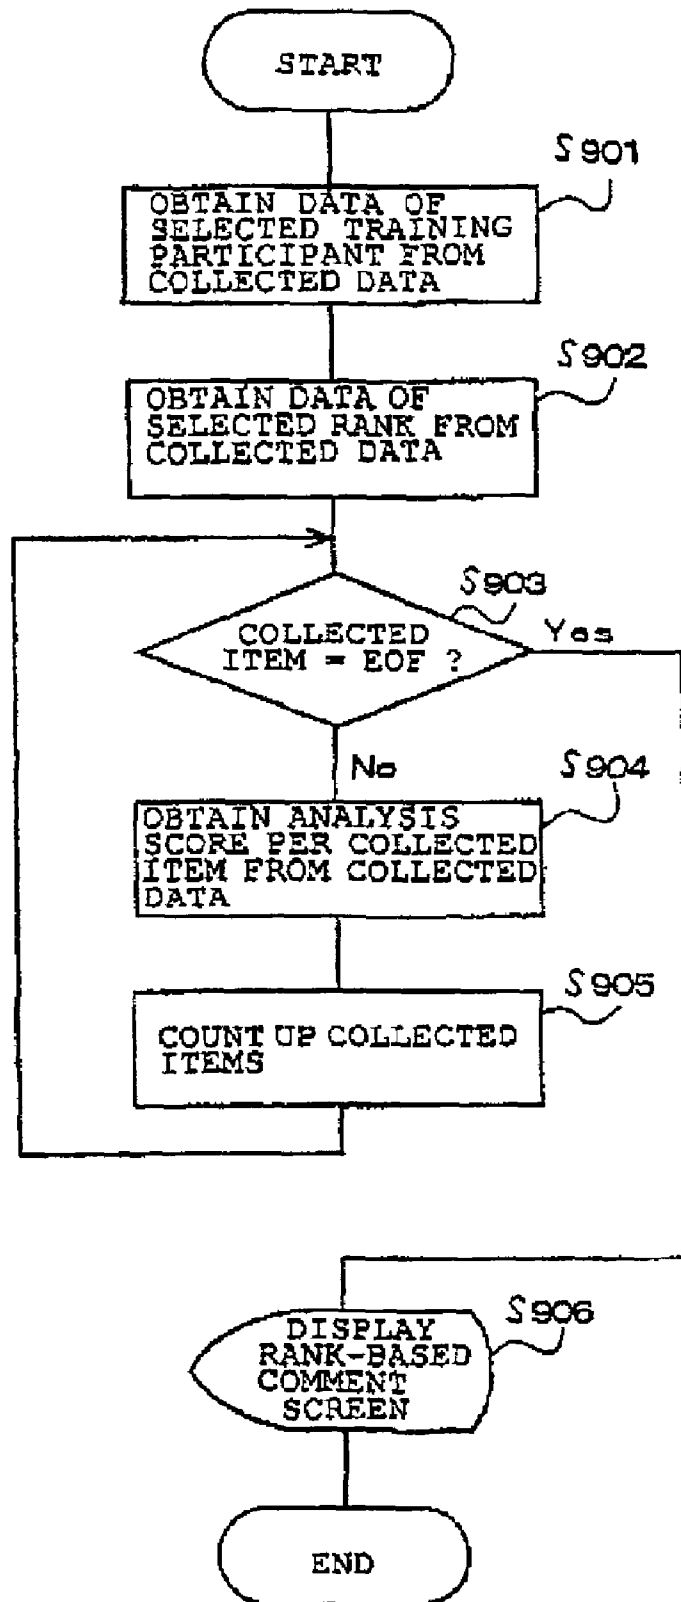 START
S901
OBTAIN DATA OF
SELECTED TRAINING
PARTICIPANT FROM
COLLECTED DATA
S902
OBTAIN DATA OF
SELECTED RANK FROM
COLLECTED DATA
S903
COLLECTED
ITEM = EOF ?
Yes
No
S904
OBTAIN ANALYSIS
SCORE PER COLLECTED
ITEM FROM COLLECTED
DATA
S905
COUNT UP COLLECTED
ITEMS
S906
DISPLAY
RANK-BASED
COMMENT
SCREEN
END